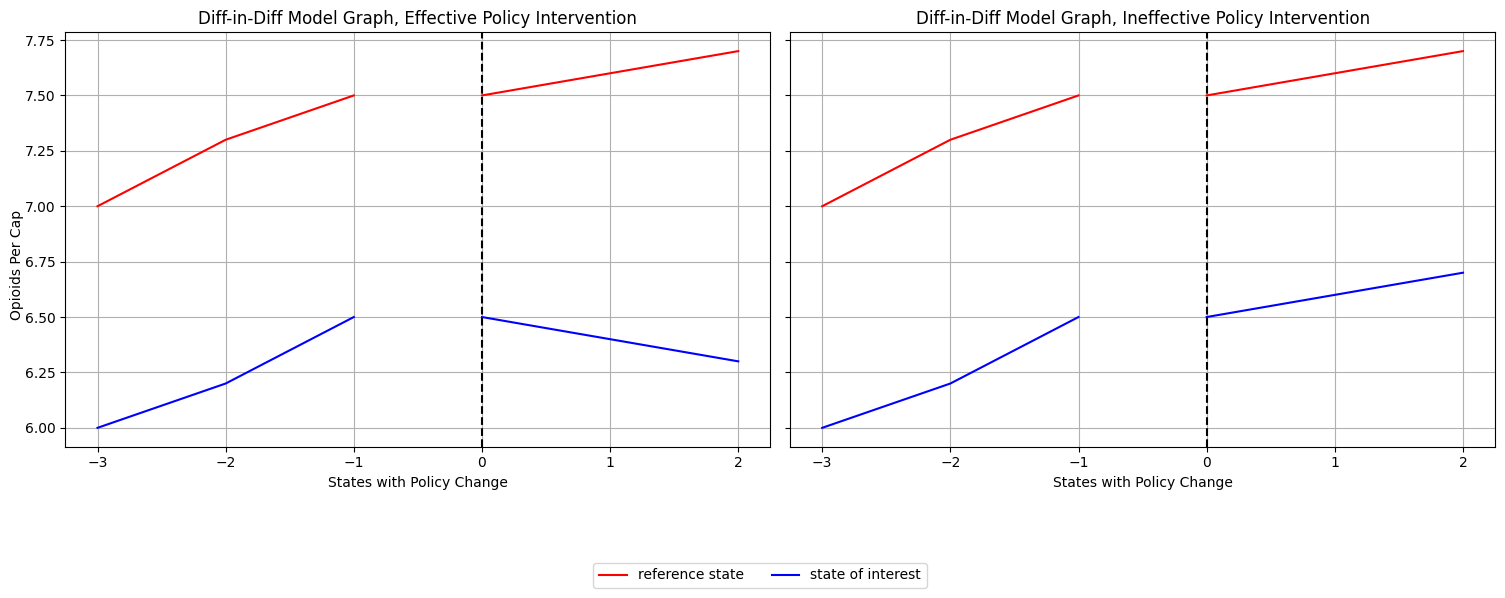 Diff-in-Diff Model Graph, Effective Policy Intervention
Diff-in-Diff Model Graph, Ineffective Policy Intervention
Opioids Per Cap
7.75
7.50
7.25
7.00
6.75
6.50
6.25
6.00
−3 −2 −1 0 1 2
−3 −2 −1 0 1 2
States with Policy Change
States with Policy Change
reference state
state of interest